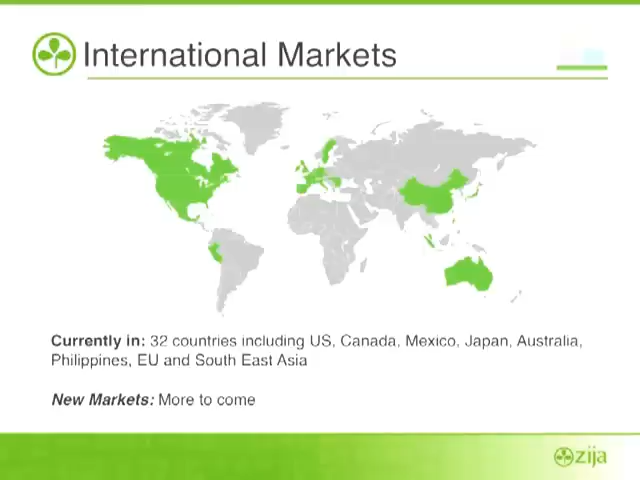 International Markets
Currently in: 32 countries including US, Canada, Mexico, Japan, Australia,
Philippines, EU and South East Asia
New Markets: More to come
zija